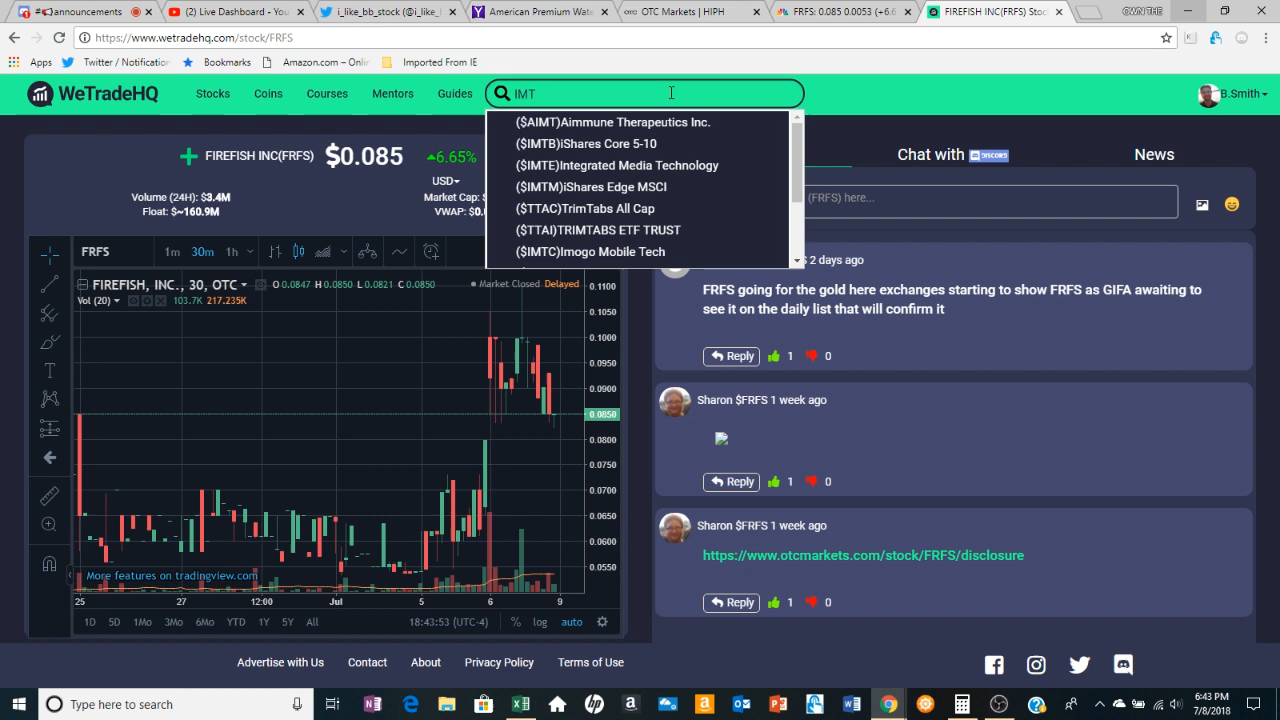 #📢announcements
(2) Live Dashboard - You
i_like_bb_stock (@i_like_i
American Premium Wate
OTC Markets | HIPH
FRFS: 0.085 0.0053 (+6.6
FIREFISH INC(FRFS) Stoc
OWN THE
https://www.wetradehq.com/stock/FRFS
Apps
Twitter / Notification
Bookmarks
Amazon.com – Onli
Imported From IE
WeTradeHQ
Stocks
Coins
Courses
Mentors
Guides
IMT
B.Smith
($AIMT)Aimmune Therapeutics Inc.
($IMTB)iShares Core 5-10
($IMTE)Integrated Media Technology
($IMTM)iShares Edge MSCI
($TTAC)TrimTabs All Cap
($TTAI)TRIMTABS ETF TRUST
($IMTC)Imogo Mobile Tech
FIREFISH INC(FRFS)
$0.085
6.65%
USD
Volume (24H): $3.4M
Market Cap: $
Float: $~160.9M
VWAP: $0.
Chat with DISCORD
News
(FRFS) here...
FRFS
1m 30m 1h
FIREFISH, INC., 30, OTC
O 0.0847 H 0.0850 L 0.0821 C 0.0850
Market Closed Delayed
Vol (20)
103.7K 217.235K
0.1100
0.1050
0.1000
0.0950
0.0900
0.0850
0.0800
0.0750
0.0700
0.0650
0.0600
0.0550
More features on tradingview.com
25 27 12:00 Jul 5 6 9
1D 5D 1Mo 3Mo 6Mo YTD 1Y 5Y All
18:43:53 (UTC-4)
% log auto
FS 2 days ago
FRFS going for the gold here exchanges starting to show FRFS as GIFA awaiting to
see it on the daily list that will confirm it
Reply 1 0
Sharon $FRFS 1 week ago
Reply 1 0
Sharon $FRFS 1 week ago
https://www.otcmarkets.com/stock/FRFS/disclosure
Reply 1 0
Advertise with Us
Contact
About
Privacy Policy
Terms of Use
Type here to search
6:43 PM
7/8/2018